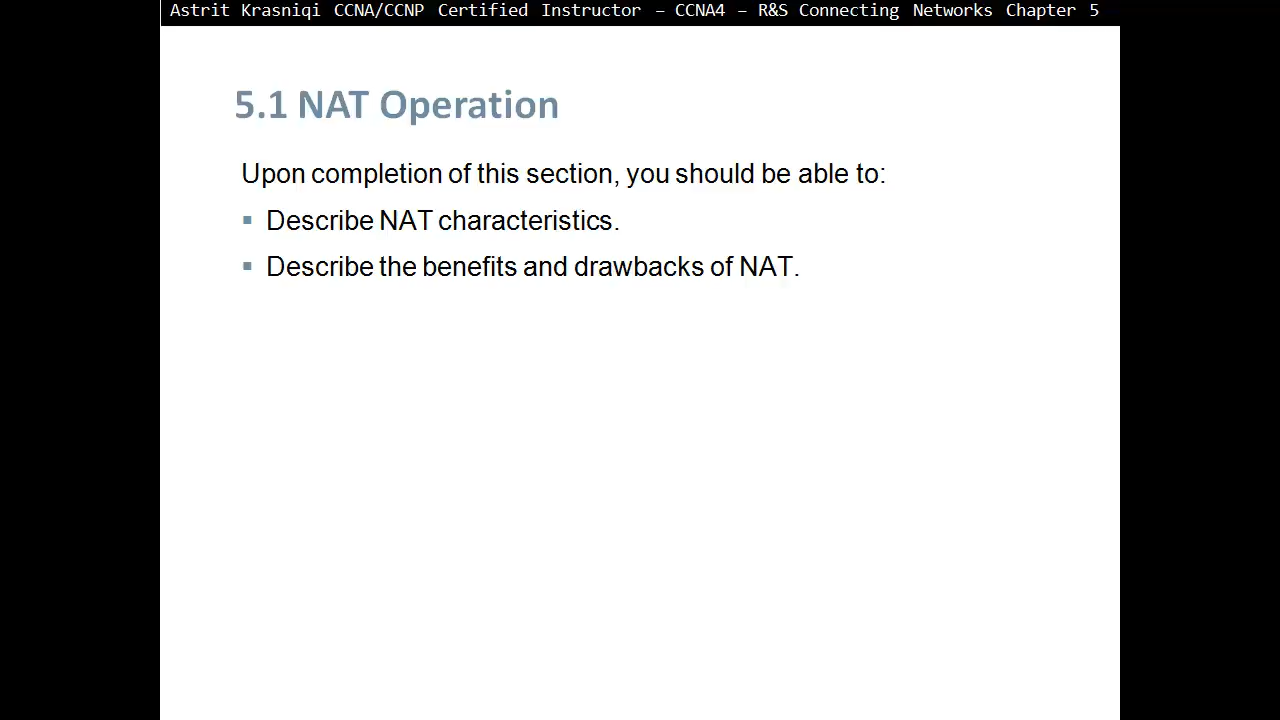 Astrit Krasniqi CCNA/CCNP Certified Instructor – CCNA4 – R&S Connecting Networks Chapter 5
5.1 NAT Operation
Upon completion of this section, you should be able to:
▪ Describe NAT characteristics.
▪ Describe the benefits and drawbacks of NAT.